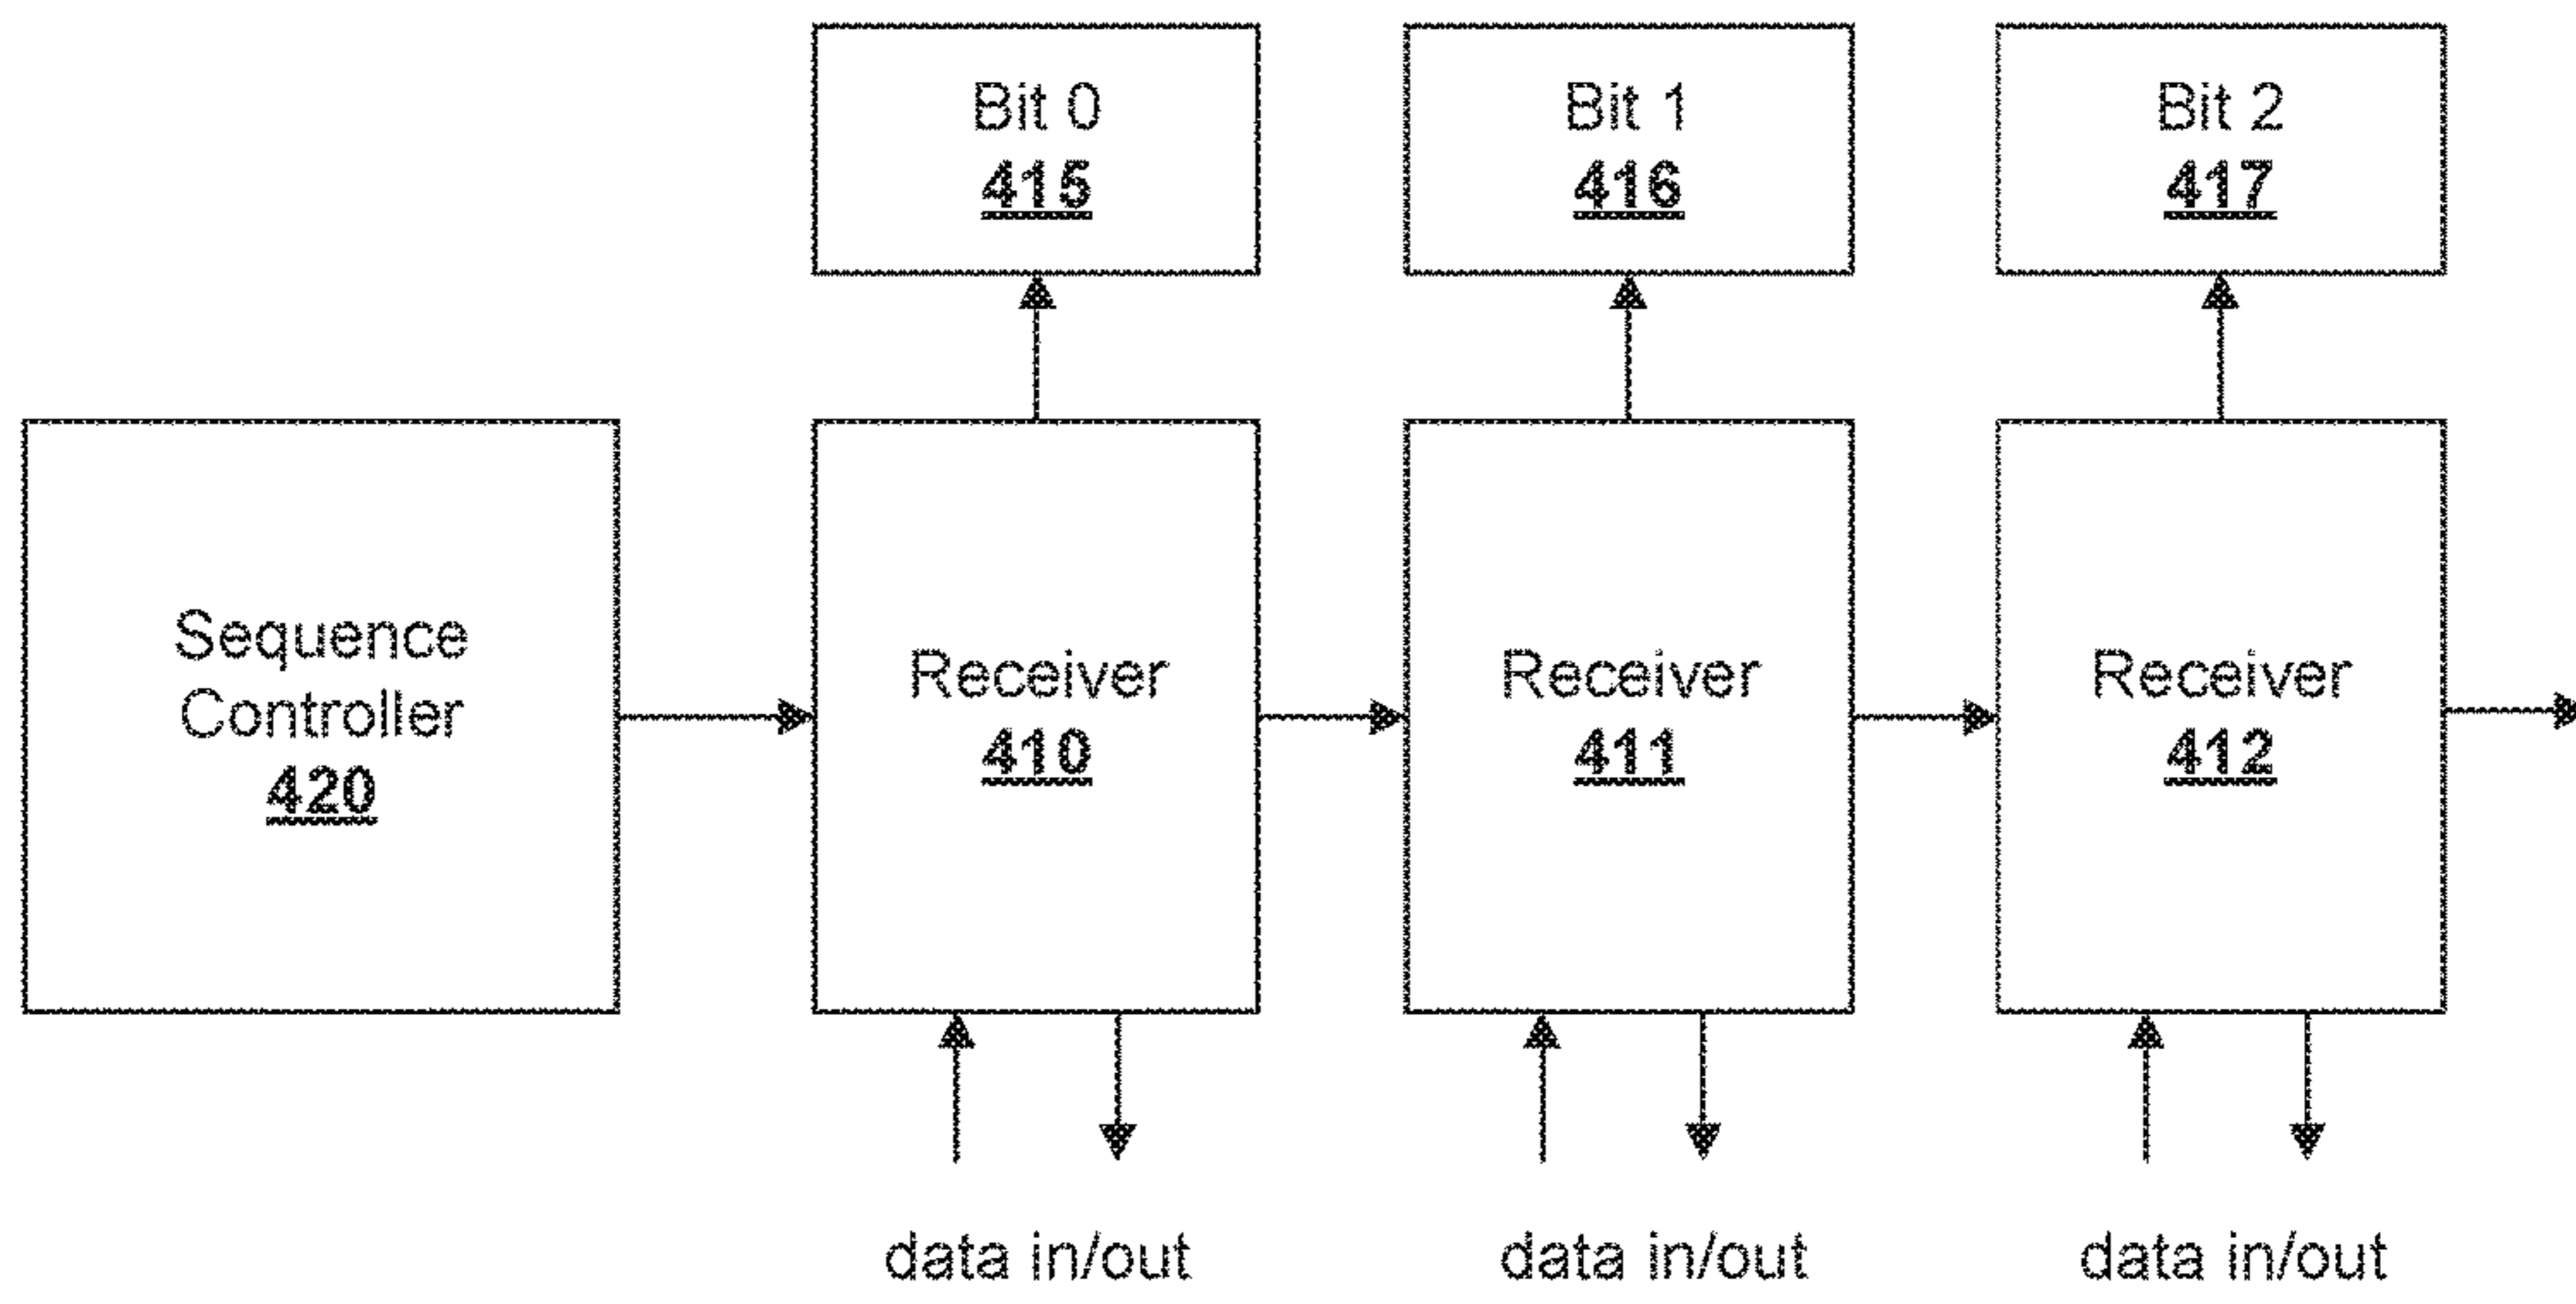 Bit 0
415
Bit 1
416
Bit 2
417
Sequence
Controller
420
Receiver
410
Receiver
411
Receiver
412
data in/out
data in/out
data in/out